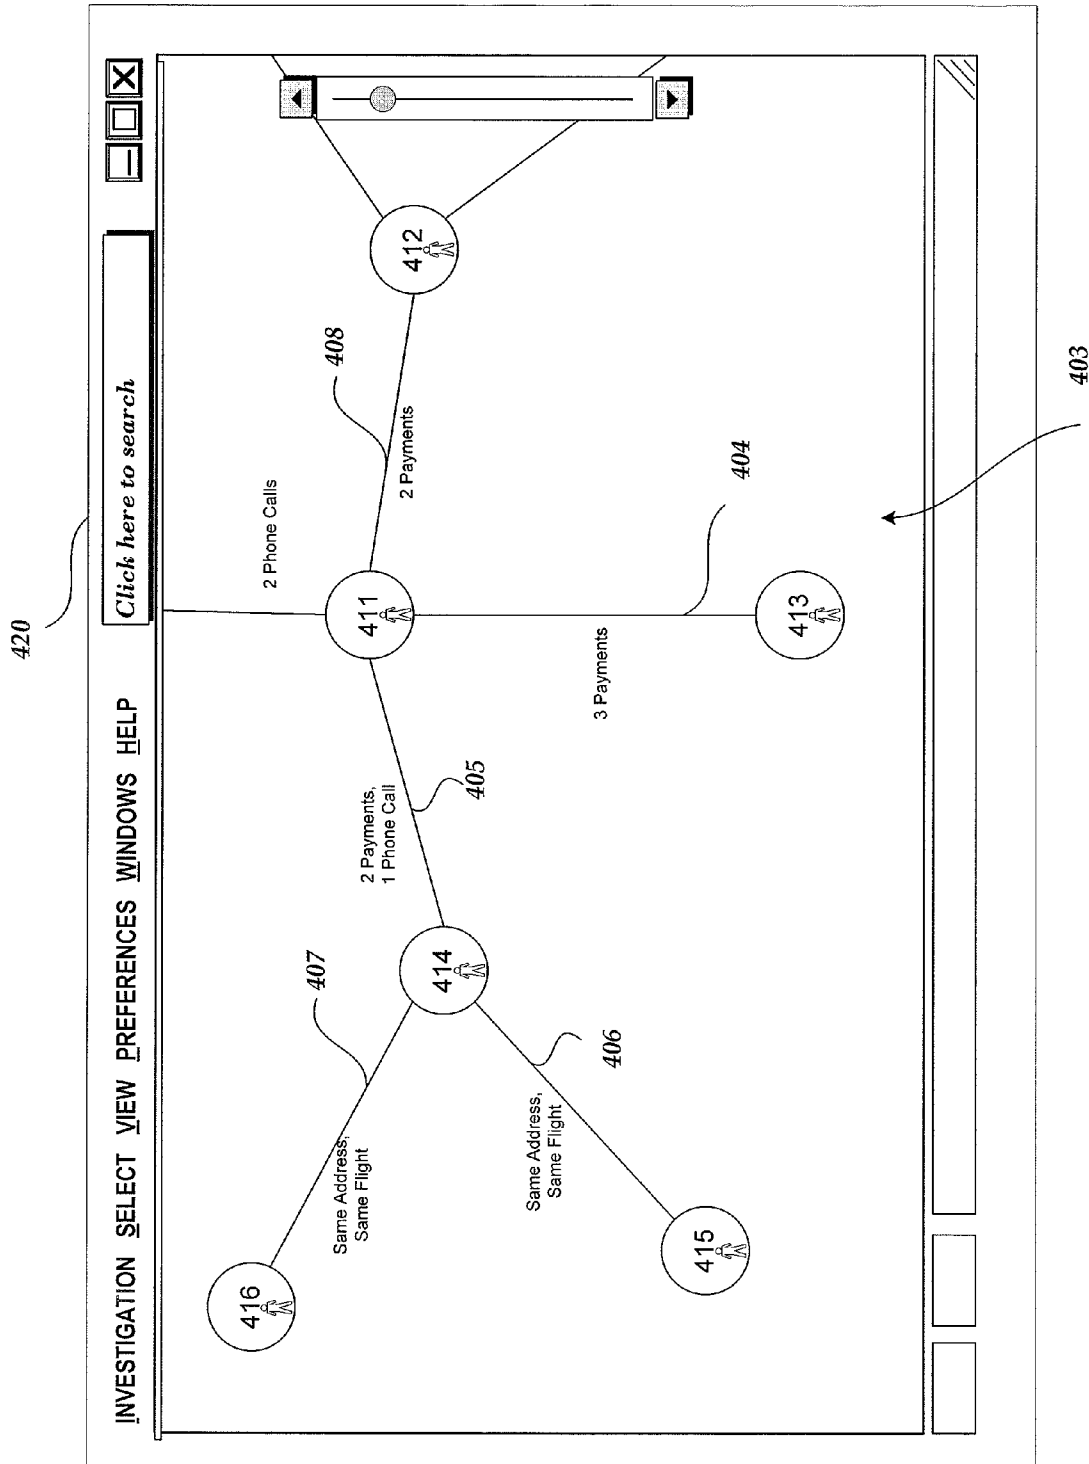 420
INVESTIGATION SELECT VIEW PREFERENCES WINDOWS HELP
Click here to search
416
407
Same Address,
Same Flight
414
2 Payments,
1 Phone Call
405
2 Phone Calls
411
408
2 Payments
412
Same Address,
Same Flight
406
415
3 Payments
404
413
403